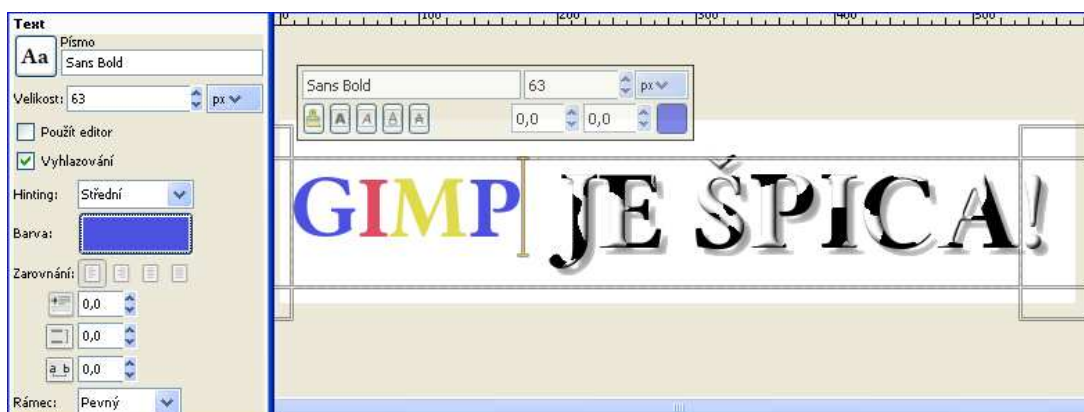 Text
Písmo
Aa
Sans Bold
Velikost: 63 px
Použít editor
Vyhlazování
Hinting: Střední
Barva:
Zarovnání:
0,0
0,0
a b 0,0
Rámec: Pevný
0 100 200 300 400 500
Sans Bold 63 px
A A A A 0,0 0,0
GIMP JE ŠPICA!